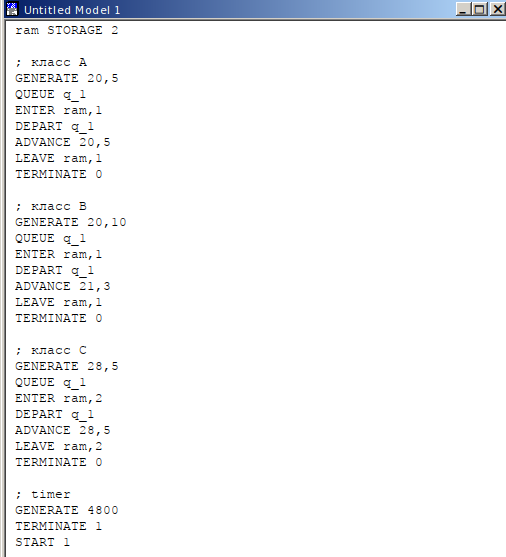 Untitled Model 1
ram STORAGE 2
; класс A
GENERATE 20,5
QUEUE q_1
ENTER ram,1
DEPART q_1
ADVANCE 20,5
LEAVE ram,1
TERMINATE 0
; класс B
GENERATE 20,10
QUEUE q_1
ENTER ram,1
DEPART q_1
ADVANCE 21,3
LEAVE ram,1
TERMINATE 0
; класс C
GENERATE 28,5
QUEUE q_1
ENTER ram,2
DEPART q_1
ADVANCE 28,5
LEAVE ram,2
TERMINATE 0
; timer
GENERATE 4800
TERMINATE 1
START 1